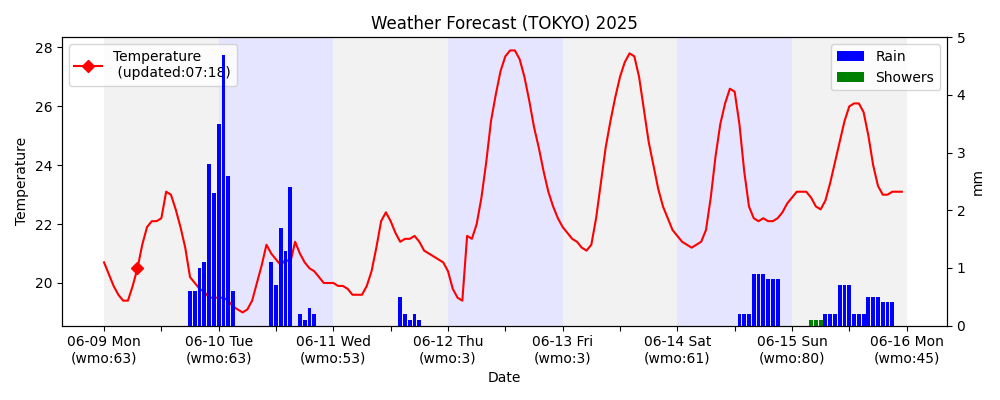 Weather Forecast (TOKYO) 2025
Temperature
(updated:07:18)
Rain
Showers
28
26
24
22
20
Temperature
5
4
3
2
1
0
mm
06-09 Mon 06-10 Tue 06-11 Wed 06-12 Thu 06-13 Fri 06-14 Sat 06-15 Sun 06-16 Mon
(wmo:63) (wmo:63) (wmo:53) (wmo:3) (wmo:3) (wmo:61) (wmo:80) (wmo:45)
Date